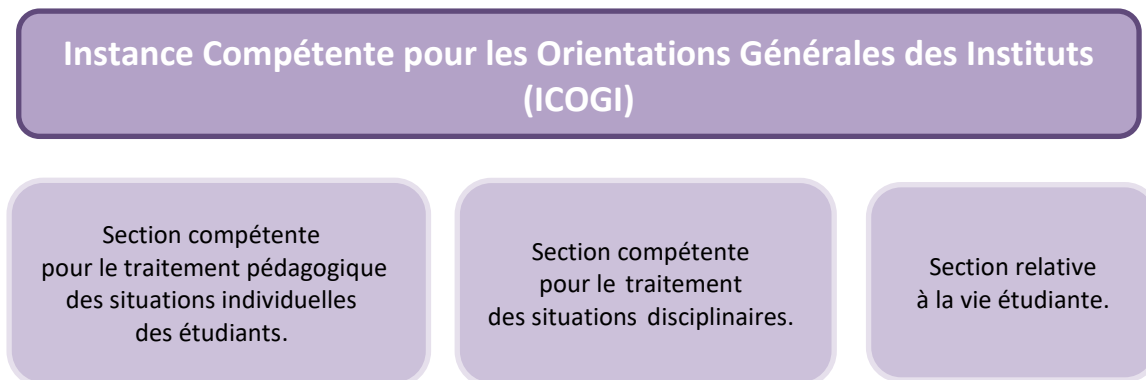 Instance Compétente pour les Orientations Générales des Instituts
(ICOGI)
Section compétente
pour le traitement pédagogique
des situations individuelles
des étudiants.
Section compétente
pour le traitement
des situations disciplinaires.
Section relative
à la vie étudiante.